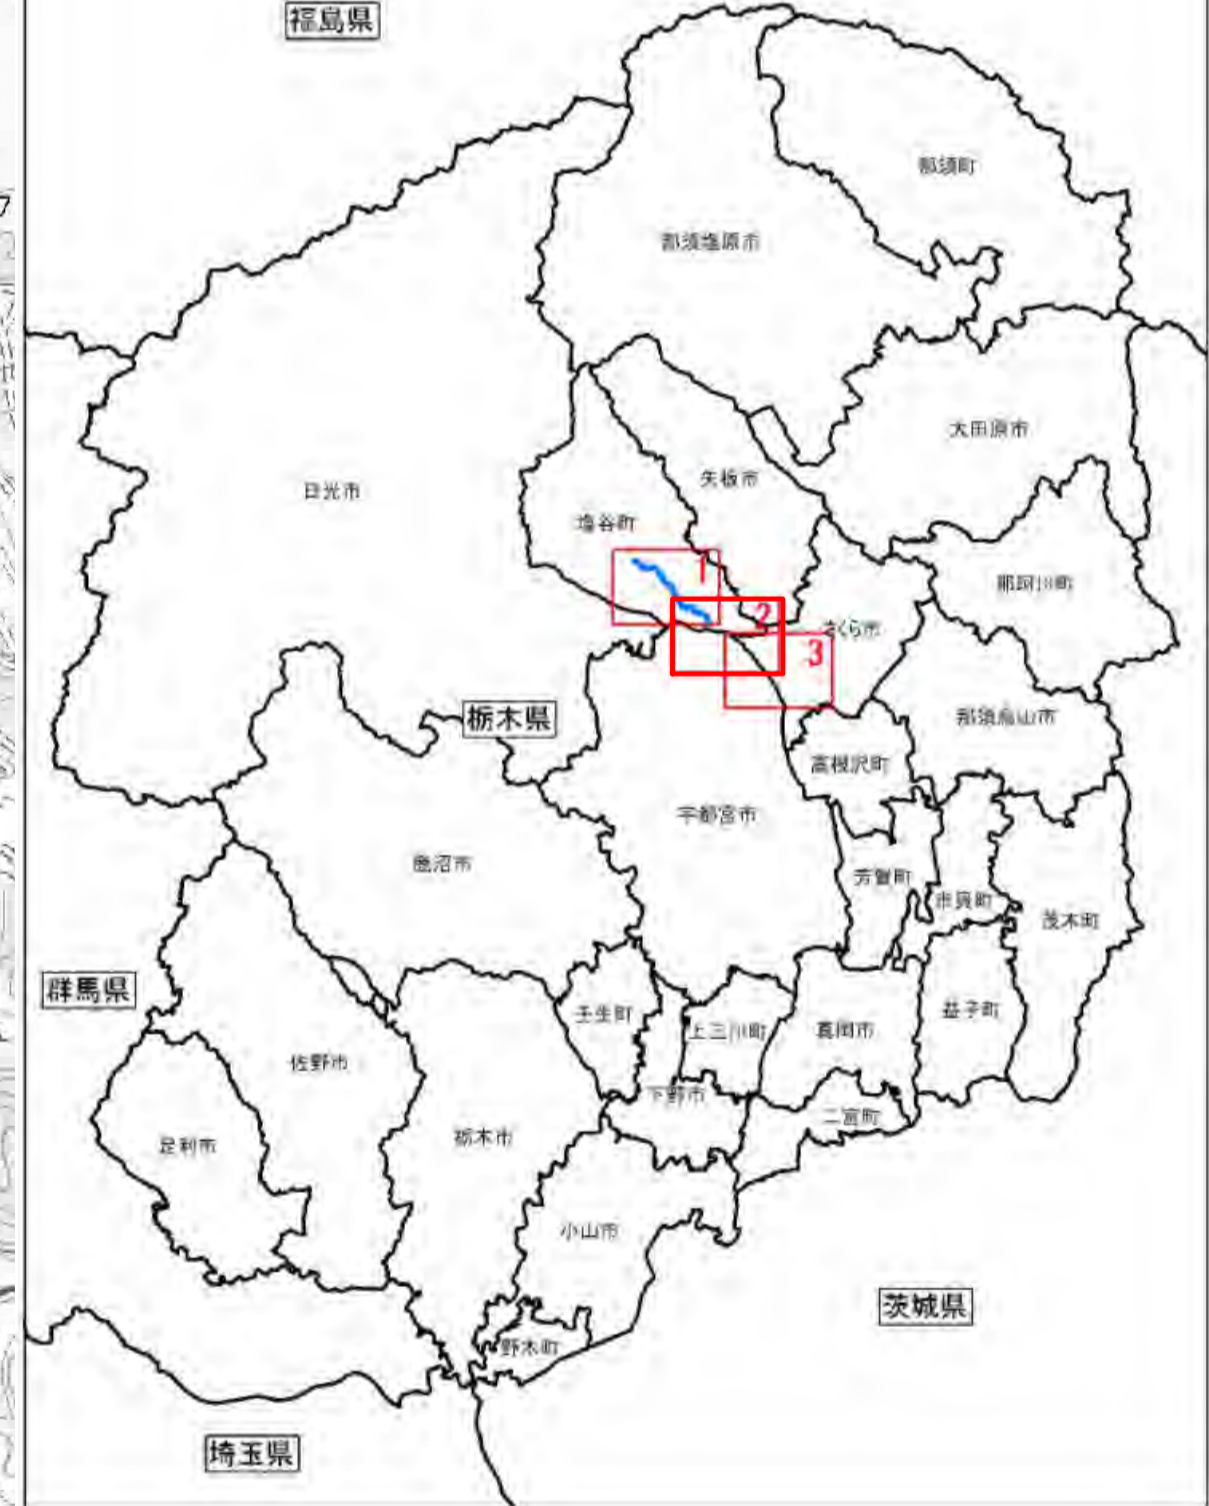 福島県
7
那須町
那須塩原市
大田原市
矢板市
日光市
塩谷町
1
那珂川町
2
さくら市
3
栃木県
那須烏山市
高根沢町
宇都宮市
鹿沼市
芳賀町
市貝町
茂木町
群馬県
壬生町
上三川町
真岡市
益子町
佐野市
下野市
二宮町
栃木市
足利市
小山市
茨城県
野木町
埼玉県